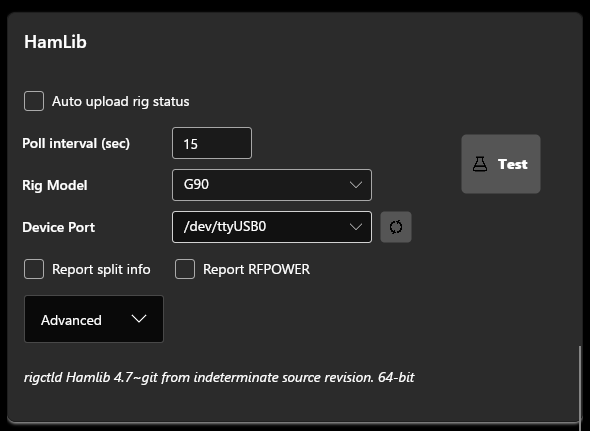 HamLib
Auto upload rig status
Poll interval (sec) 15
Test
Rig Model G90
Device Port /dev/ttyUSB0
Report split info Report RFPOWER
Advanced
rigctld Hamlib 4.7~git from indeterminate source revision. 64-bit